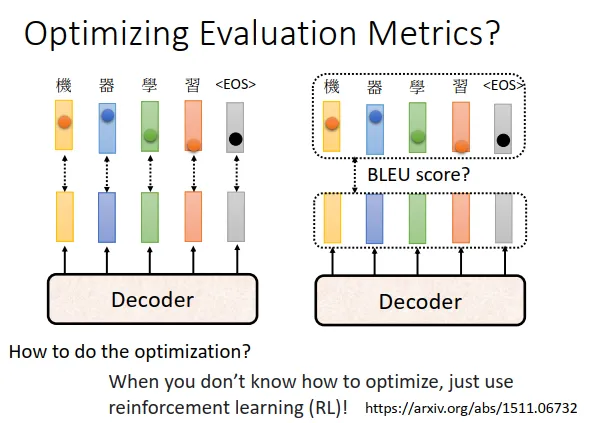 Optimizing Evaluation Metrics?
機 器 學 習 <EOS>
機 器 學 習 <EOS>
BLEU score?
Decoder
Decoder
How to do the optimization?
When you don’t know how to optimize, just use
reinforcement learning (RL)! https://arxiv.org/abs/1511.06732